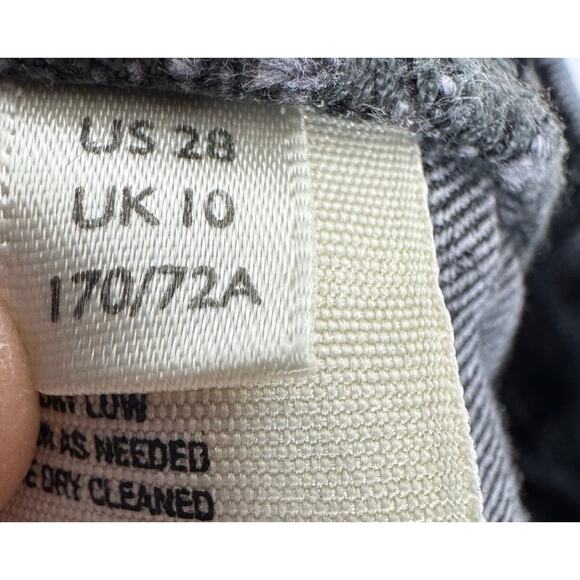 US 28
UK 10
170/72A
LOW
AS NEEDED
DRY CLEANED